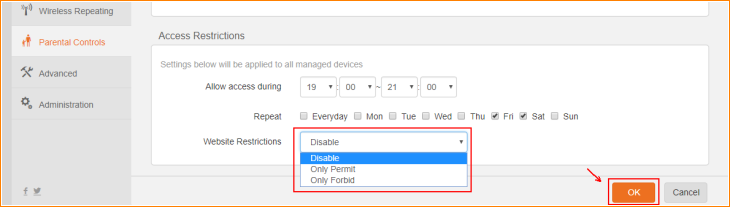 Wireless Repeating
Parental Controls
Advanced
Administration
Access Restrictions
Settings below will be applied to all managed devices
Allow access during 19 : 00 ~ 21 : 00
Repeat Everyday Mon Tue Wed Thu Fri Sat Sun
Website Restrictions Disable
Disable
Only Permit
Only Forbid
OK Cancel